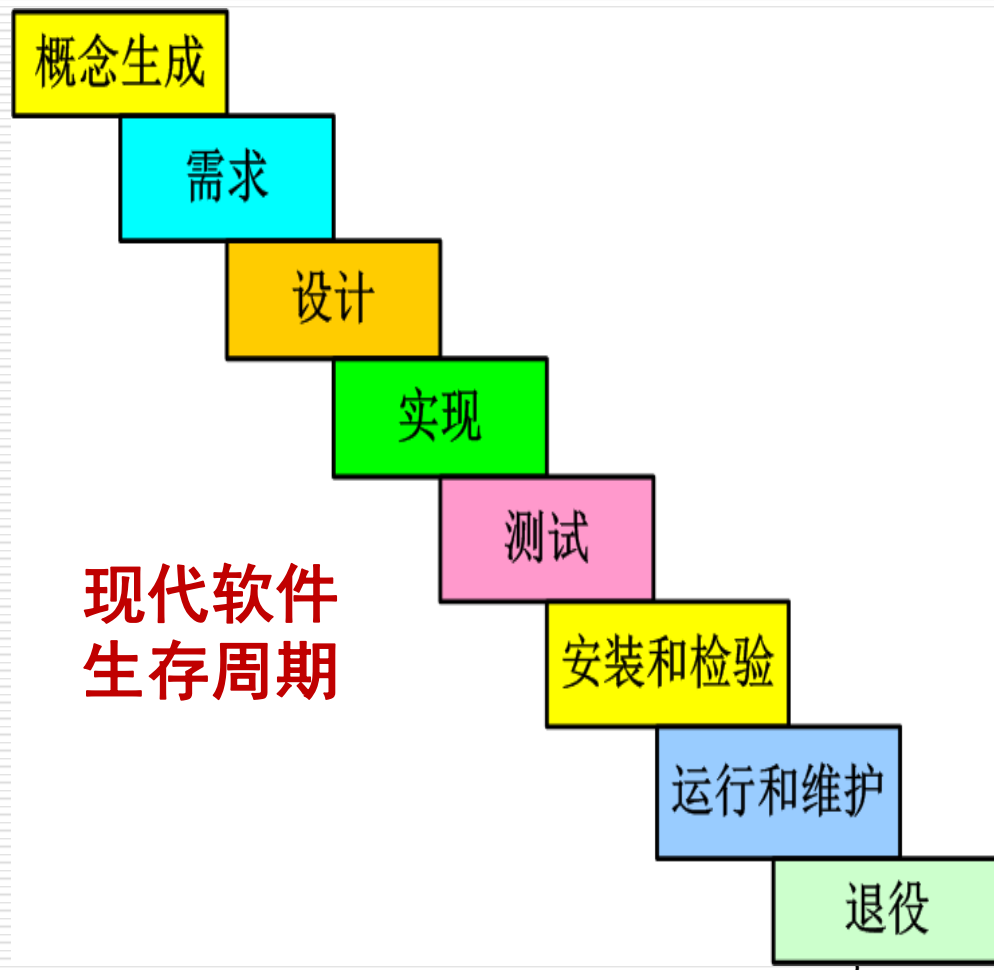 概念生成
需求
设计
实现
测试
现代软件
生存周期
安装和检验
运行和维护
退役